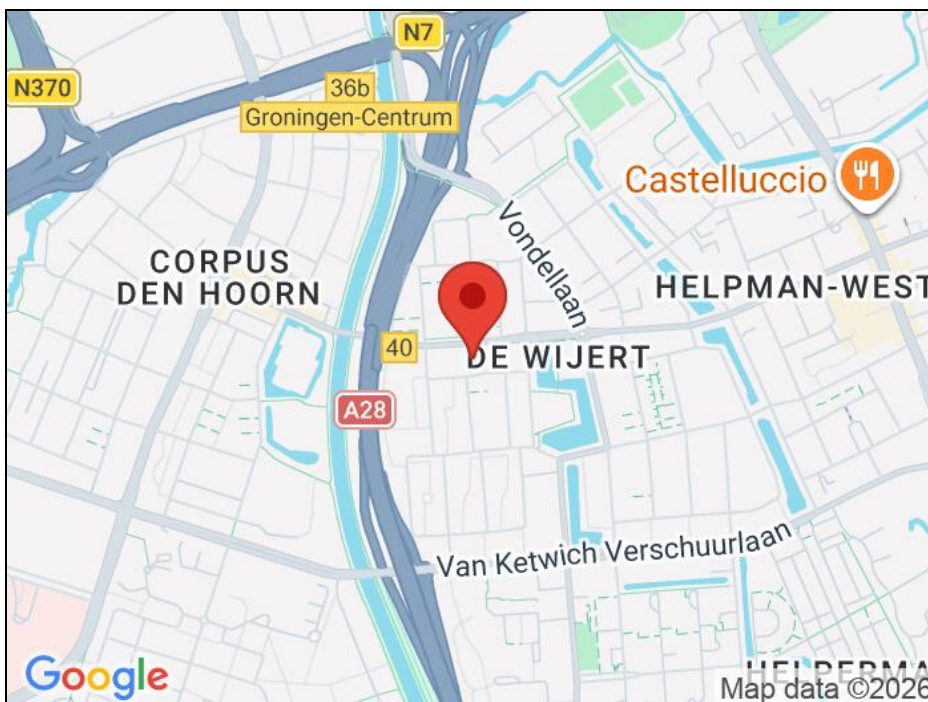 N7
N370
36b
Groningen-Centrum
Castelluccio
Vondellaan
CORPUS
DEN HOORN
HELPMAN-WEST
40
DE WIJERT
A28
Van Ketwich Verschuurlaan
HELPERMA
Google
Map data ©2026